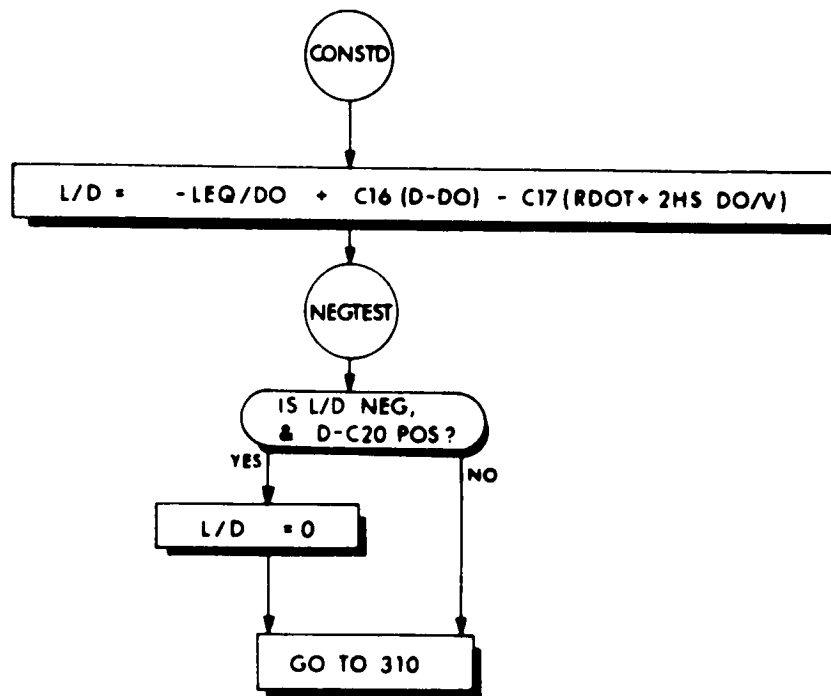 CONSTD
L/D = -LEQ/DO + C16 (D-DO) - C17 (RDOT+ 2HS DO/V)
NEGTEST
IS L/D NEG,
& D-C20 POS?
YES
NO
L/D = 0
GO TO 310